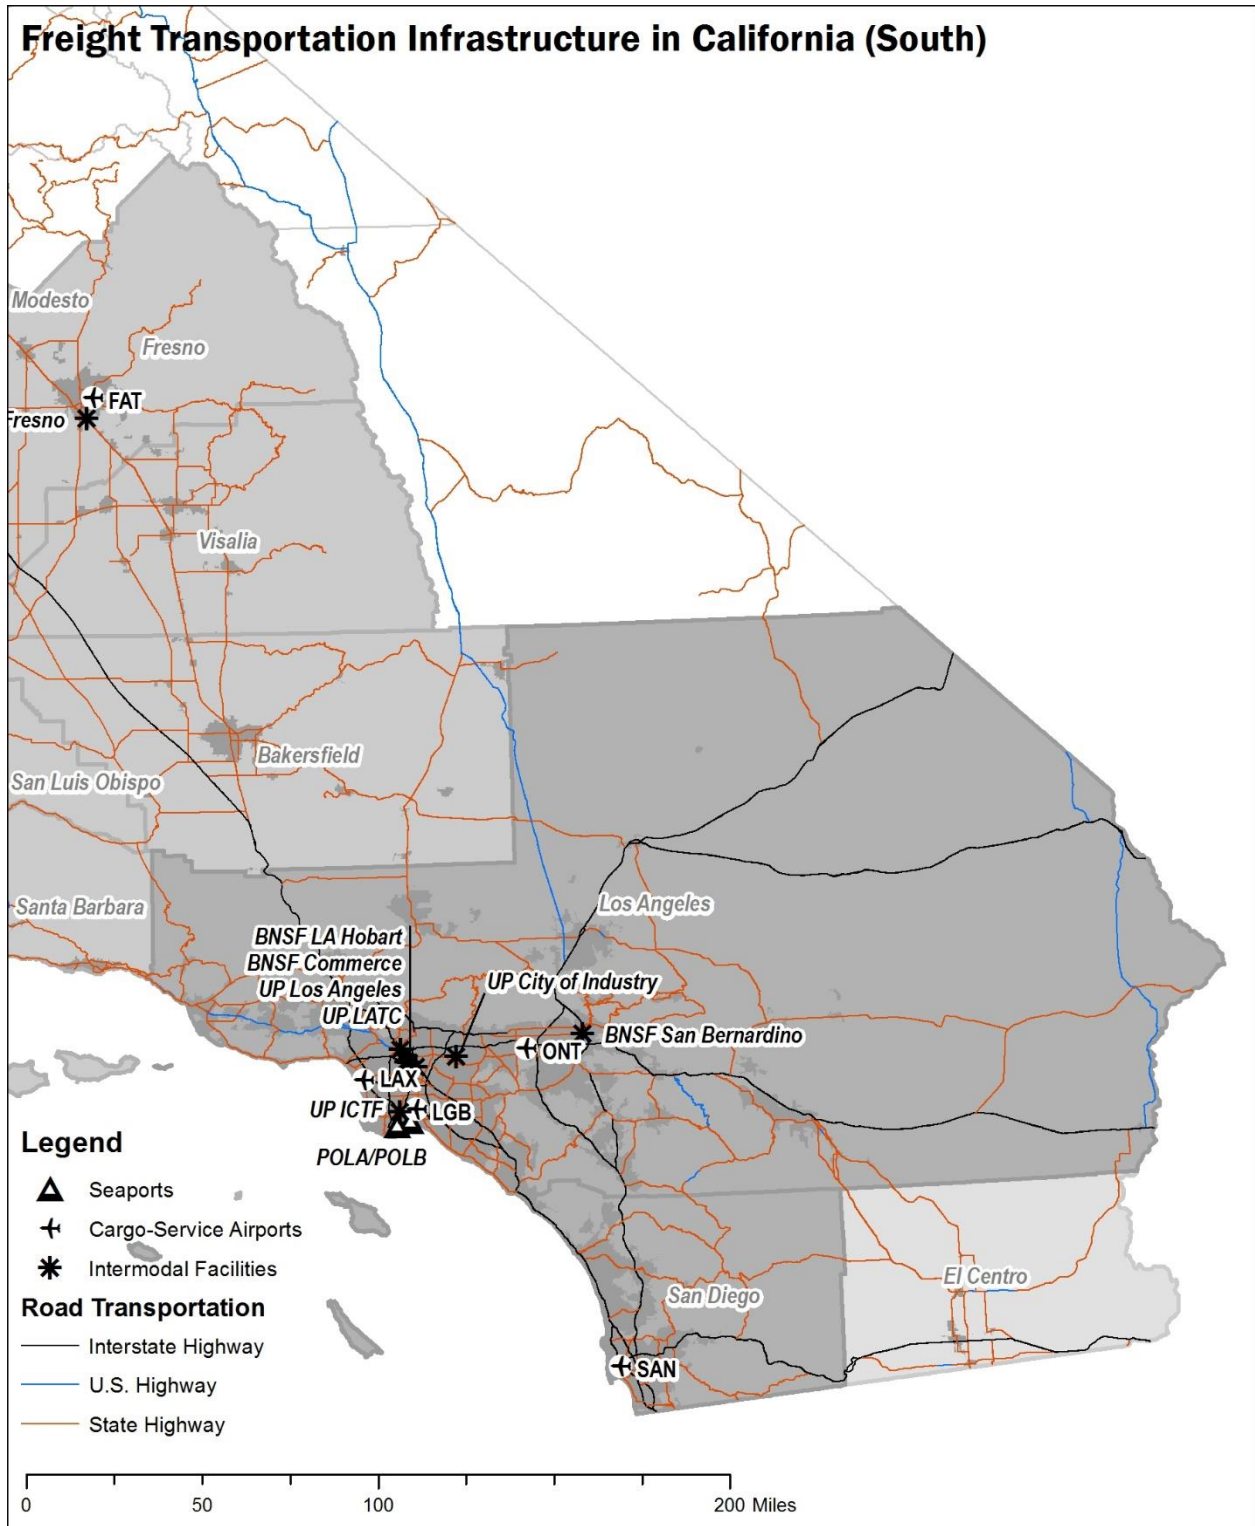 Freight Transportation Infrastructure in California (South)
Modesto
Fresno
FAT
Fresno
Visalia
Bakersfield
San Luis Obispo
Santa Barbara
Los Angeles
BNSF LA Hobart
BNSF Commerce
UP Los Angeles
UP LATC
UP City of Industry
BNSF San Bernardino
ONT
LAX
UP ICTF
LGB
POLA/POLB
El Centro
San Diego
SAN
Legend
Seaports
Cargo-Service Airports
Intermodal Facilities
Road Transportation
Interstate Highway
U.S. Highway
State Highway
0 50 100 200 Miles